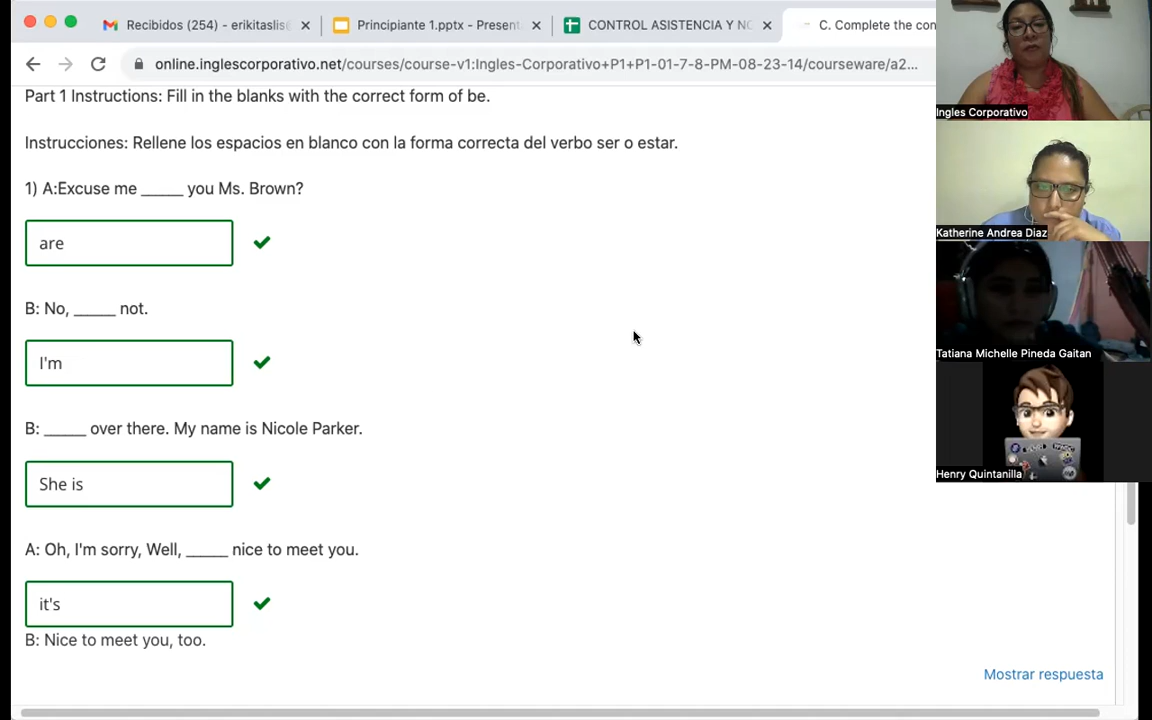 Recibidos (254) - erikitaslis
Principiante 1.pptx - Present
CONTROL ASISTENCIA Y NO
C. Complete the con
online.inglescorporativo.net/courses/course-v1:Ingles-Corporativo+P1+P1-01-7-8-PM-08-23-14/courseware/a2...
Part 1 Instructions: Fill in the blanks with the correct form of be.
Instrucciones: Rellene los espacios en blanco con la forma correcta del verbo ser o estar.
1) A:Excuse me _____ you Ms. Brown?
are
B: No, _____ not.
I'm
B: _____ over there. My name is Nicole Parker.
She is
A: Oh, I'm sorry, Well, _____ nice to meet you.
it's
B: Nice to meet you, too.
Mostrar respuesta
Ingles Corporativo
Katherine Andrea Diaz
Tatiana Michelle Pineda Gaitan
Henry Quintanilla